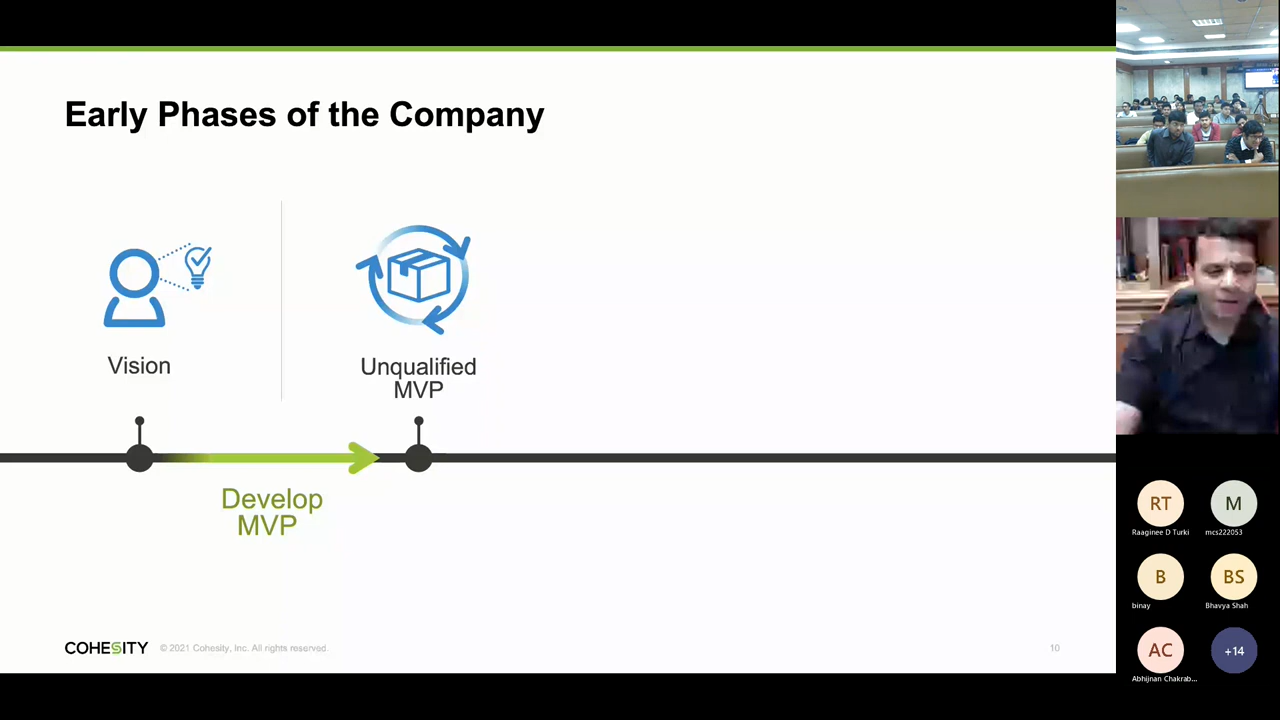 Early Phases of the Company
Vision
Unqualified
MVP
Develop
MVP
COHESITY
© 2021 Cohesity, Inc. All rights reserved.
10
RT
Raaginee D Turki
M
mcs222053
B
binay
BS
Bhavya Shah
AC
Abhijnan Chakrab...
+14